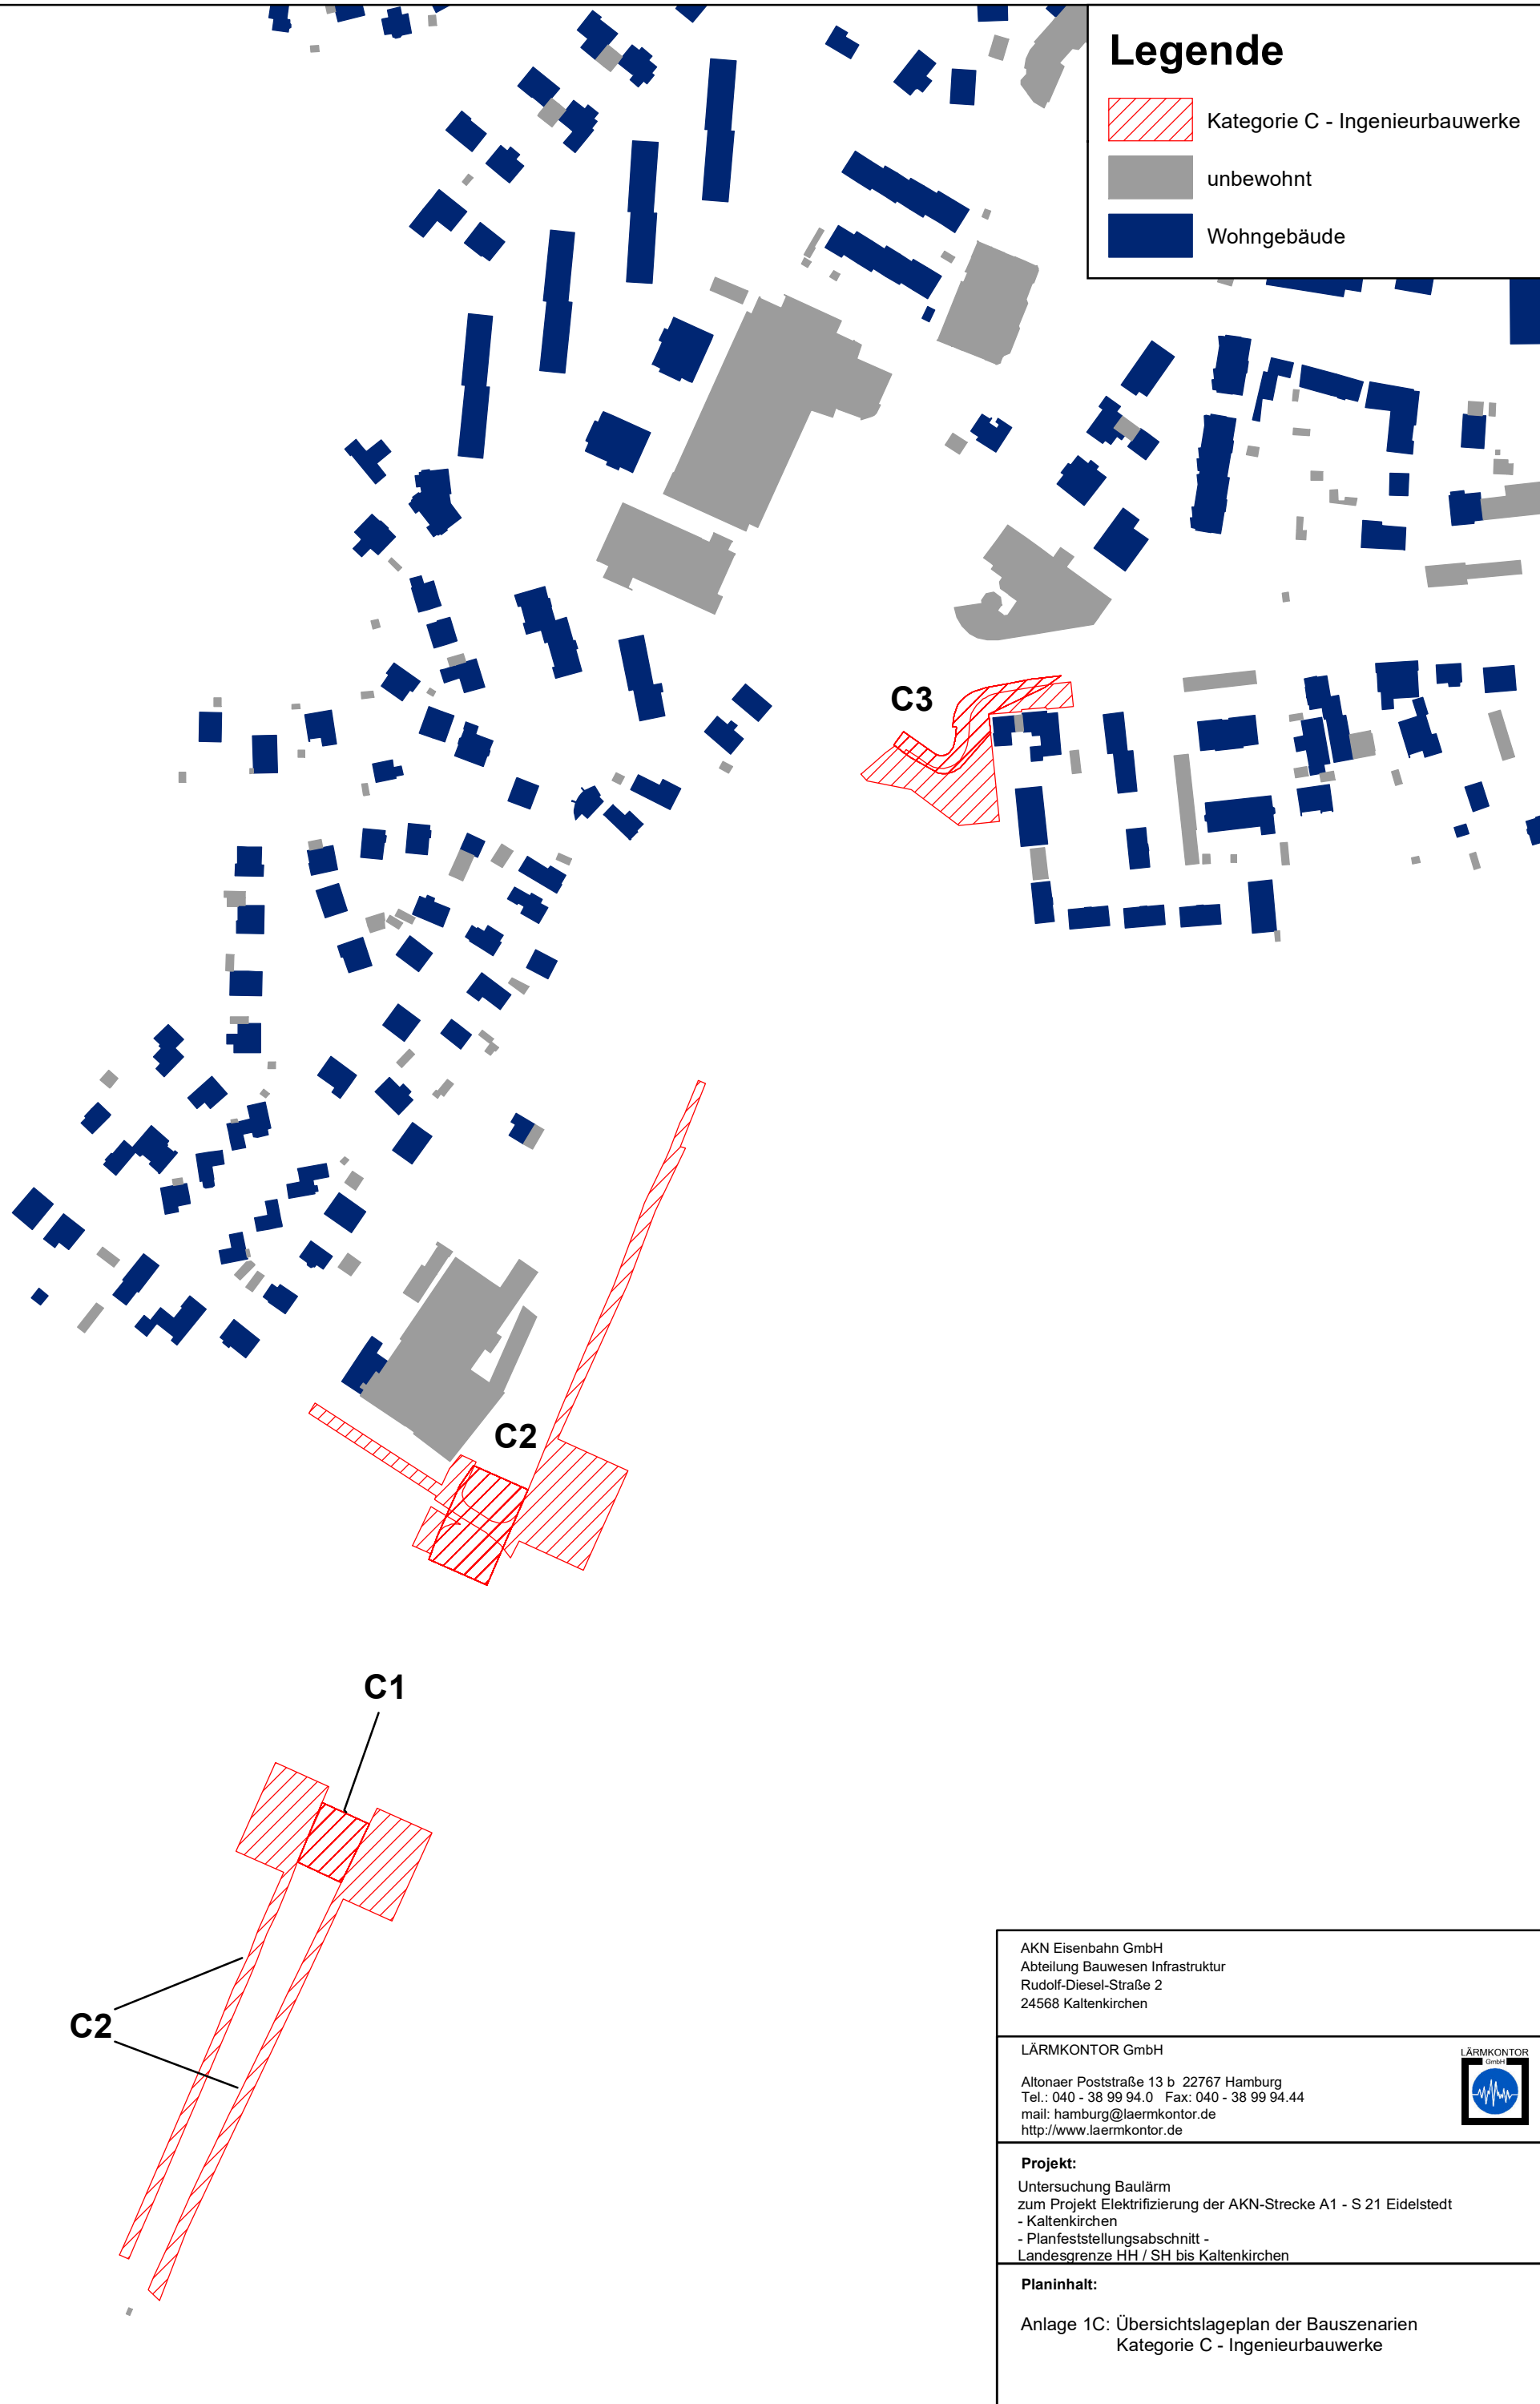 Legende
Kategorie C - Ingenieurbauwerke
unbewohnt
Wohngebäude
C3
C2
C1
C2
AKN Eisenbahn GmbH
Abteilung Bauwesen Infrastruktur
Rudolf-Diesel-Straße 2
24568 Kaltenkirchen
LÄRMKONTOR GmbH
Altonaer Poststraße 13 b 22767 Hamburg
Tel.: 040 - 38 99 94.0 Fax: 040 - 38 99 94.44
mail: hamburg@laermkontor.de
http://www.laermkontor.de
LÄRMKONTOR
GmbH
Projekt:
Untersuchung Baulärm
zum Projekt Elektrifizierung der AKN-Strecke A1 - S 21 Eidelstedt
- Kaltenkirchen
- Planfeststellungsabschnitt -
Landesgrenze HH / SH bis Kaltenkirchen
Planinhalt:
Anlage 1C: Übersichtslageplan der Bauszenarien
Kategorie C - Ingenieurbauwerke